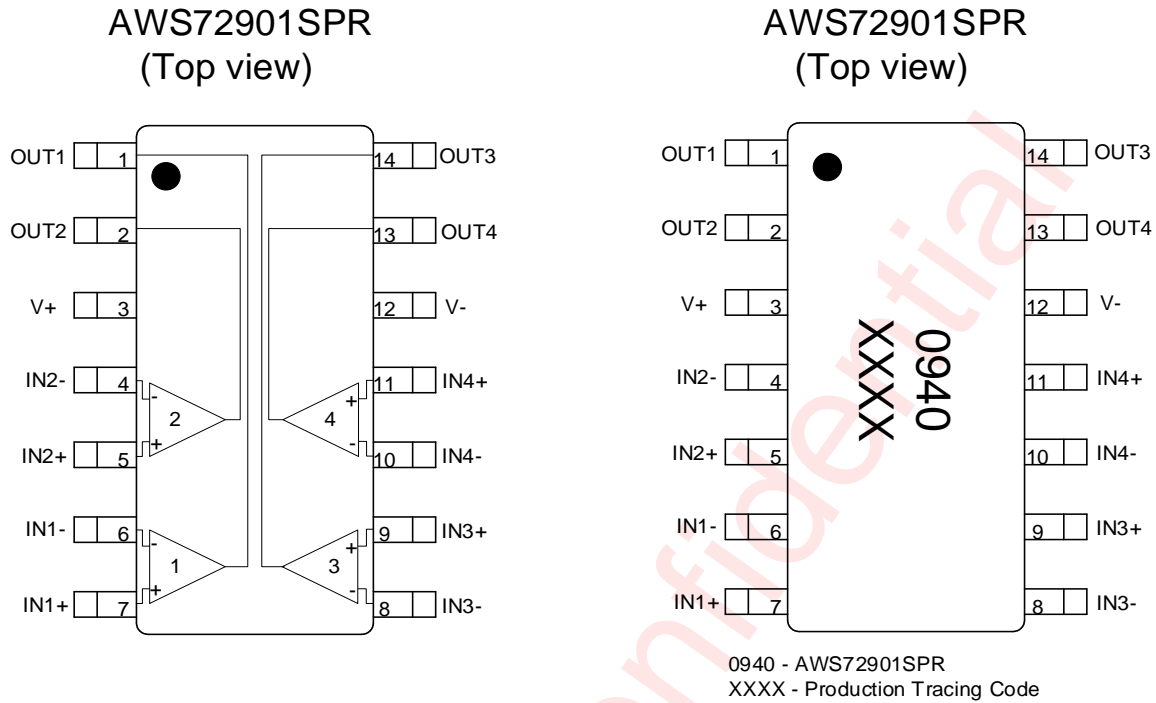 AWS72901SPR
(Top view)
OUT1 1 14 OUT3
OUT2 2 13 OUT4
V+ 3 12 V-
IN2- 4 - 11 IN4+
2 + 4
IN2+ 5 + - 10 IN4-
IN1- 6 - + 9 IN3+
1 3
IN1+ 7 + - 8 IN3-
AWS72901SPR
(Top view)
OUT1 1 14 OUT3
OUT2 2 13 OUT4
V+ 3 12 V-
IN2- 4 11 IN4+
IN2+ 5 10 IN4-
IN1- 6 9 IN3+
IN1+ 7 8 IN3-
0940
XXXX
0940 - AWS72901SPR
XXXX - Production Tracing Code